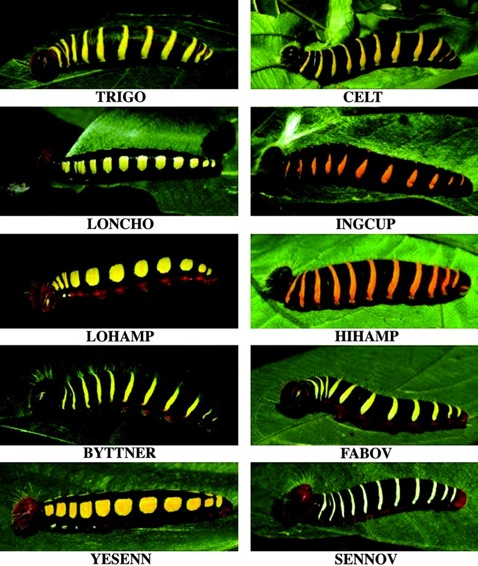 TRIGO CELT
LONCHO INGCUP
LOHAMP HIHAMP
BYTTNER FABOV
YESENN SENNOV